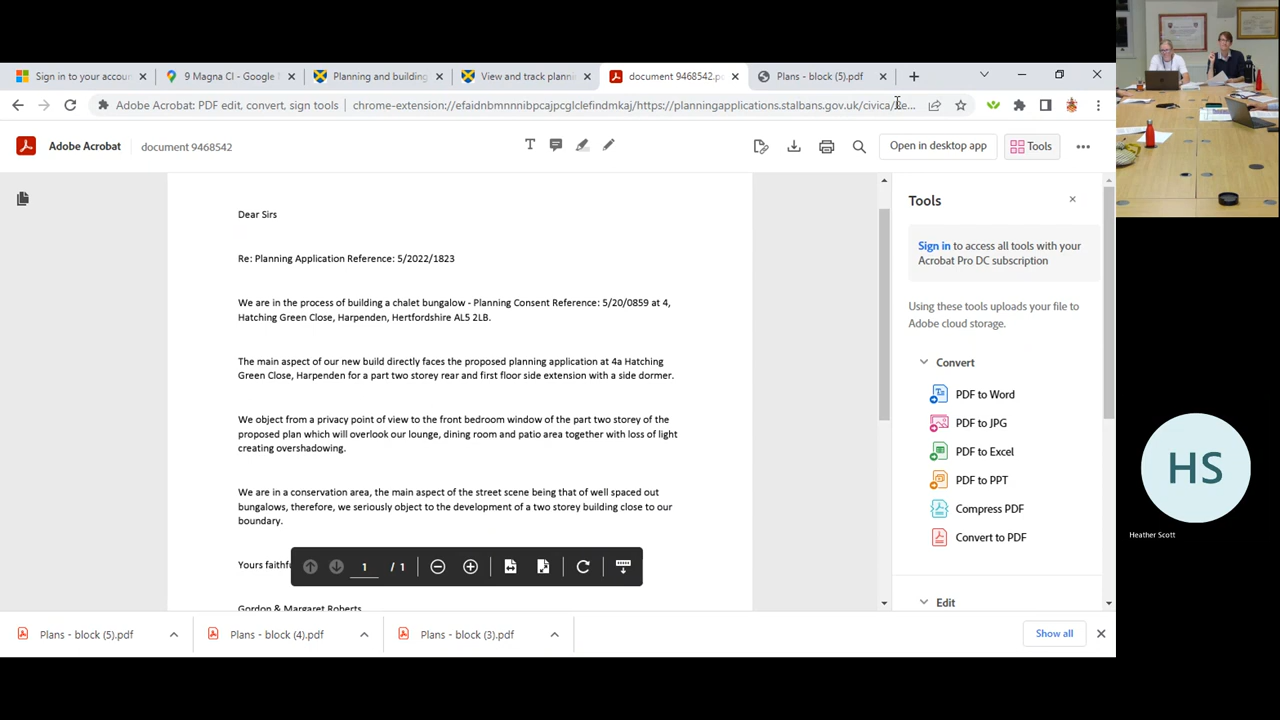 Sign in to your accoun
9 Magna Cl - Google
Planning and building
View and track plannin
document 9468542.p
Plans - block (5).pdf
Adobe Acrobat: PDF edit, convert, sign tools
chrome-extension://efaidnbmnnnibpcajpcglclefindmkaj/https://planningapplications.stalbans.gov.uk/civica/
Adobe Acrobat
document 9468542
Open in desktop app
Tools
Dear Sirs
Re: Planning Application Reference: 5/2022/1823
We are in the process of building a chalet bungalow - Planning Consent Reference: 5/20/0859 at 4,
Hatching Green Close, Harpenden, Hertfordshire AL5 2LB.
The main aspect of our new build directly faces the proposed planning application at 4a Hatching
Green Close, Harpenden for a part two storey rear and first floor side extension with a side dormer.
We object from a privacy point of view to the front bedroom window of the part two storey of the
proposed plan which will overlook our lounge, dining room and patio area together with loss of light
creating overshadowing.
We are in a conservation area, the main aspect of the street scene being that of well spaced out
bungalows, therefore, we seriously object to the development of a two storey building close to our
boundary.
Yours faithfu
Gordon & Margaret Roberts
1 / 1
Tools
Sign in to access all tools with your
Acrobat Pro DC subscription
Using these tools uploads your file to
Adobe cloud storage.
Convert
PDF to Word
PDF to JPG
PDF to Excel
PDF to PPT
Compress PDF
Convert to PDF
Edit
Plans - block (5).pdf
Plans - block (4).pdf
Plans - block (3).pdf
Show all
HS
Heather Scott